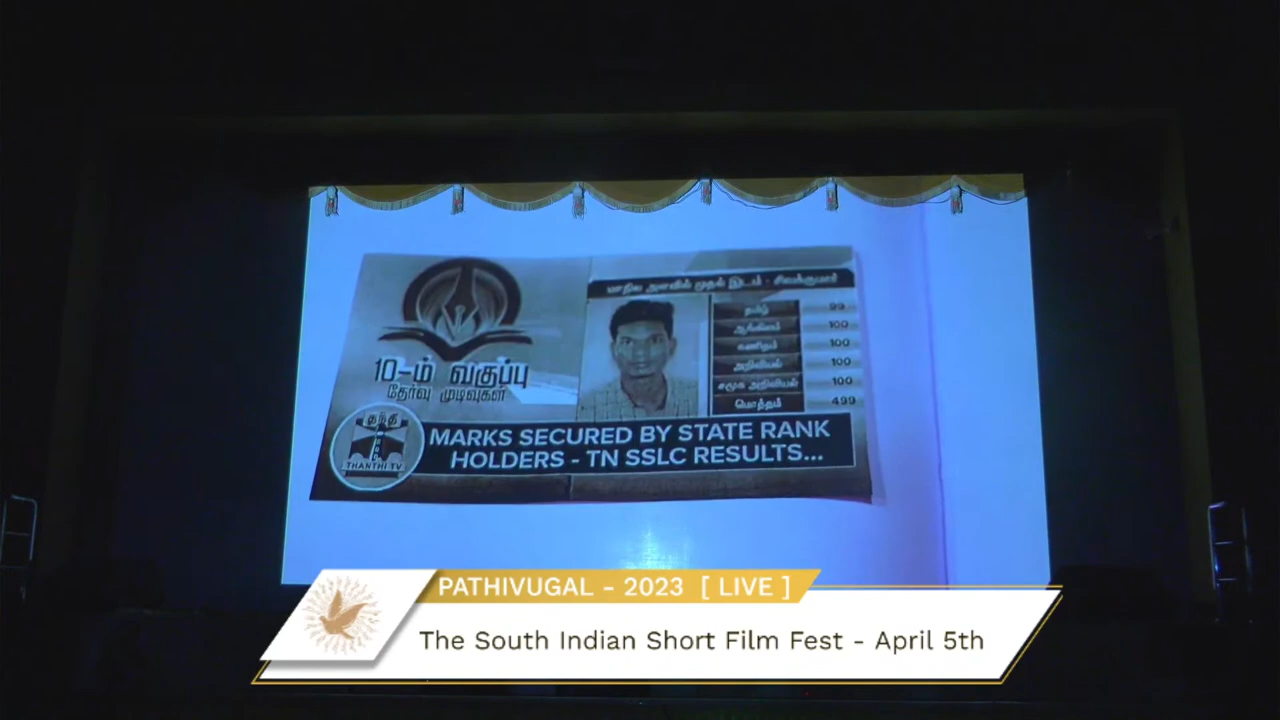 10-ம் வகுப்பு
தேர்வு முடிவுகள்
மாநில அளவில் முதல் இடம் - சிவக்குமார்
தமிழ் 99
ஆங்கிலம் 100
கணிதம் 100
அறிவியல் 100
சமூக அறிவியல் 100
மொத்தம் 499
தந்தி
THANTHI TV
MARKS SECURED BY STATE RANK
HOLDERS - TN SSLC RESULTS...
PATHIVUGAL - 2023 [ LIVE ]
The South Indian Short Film Fest - April 5th